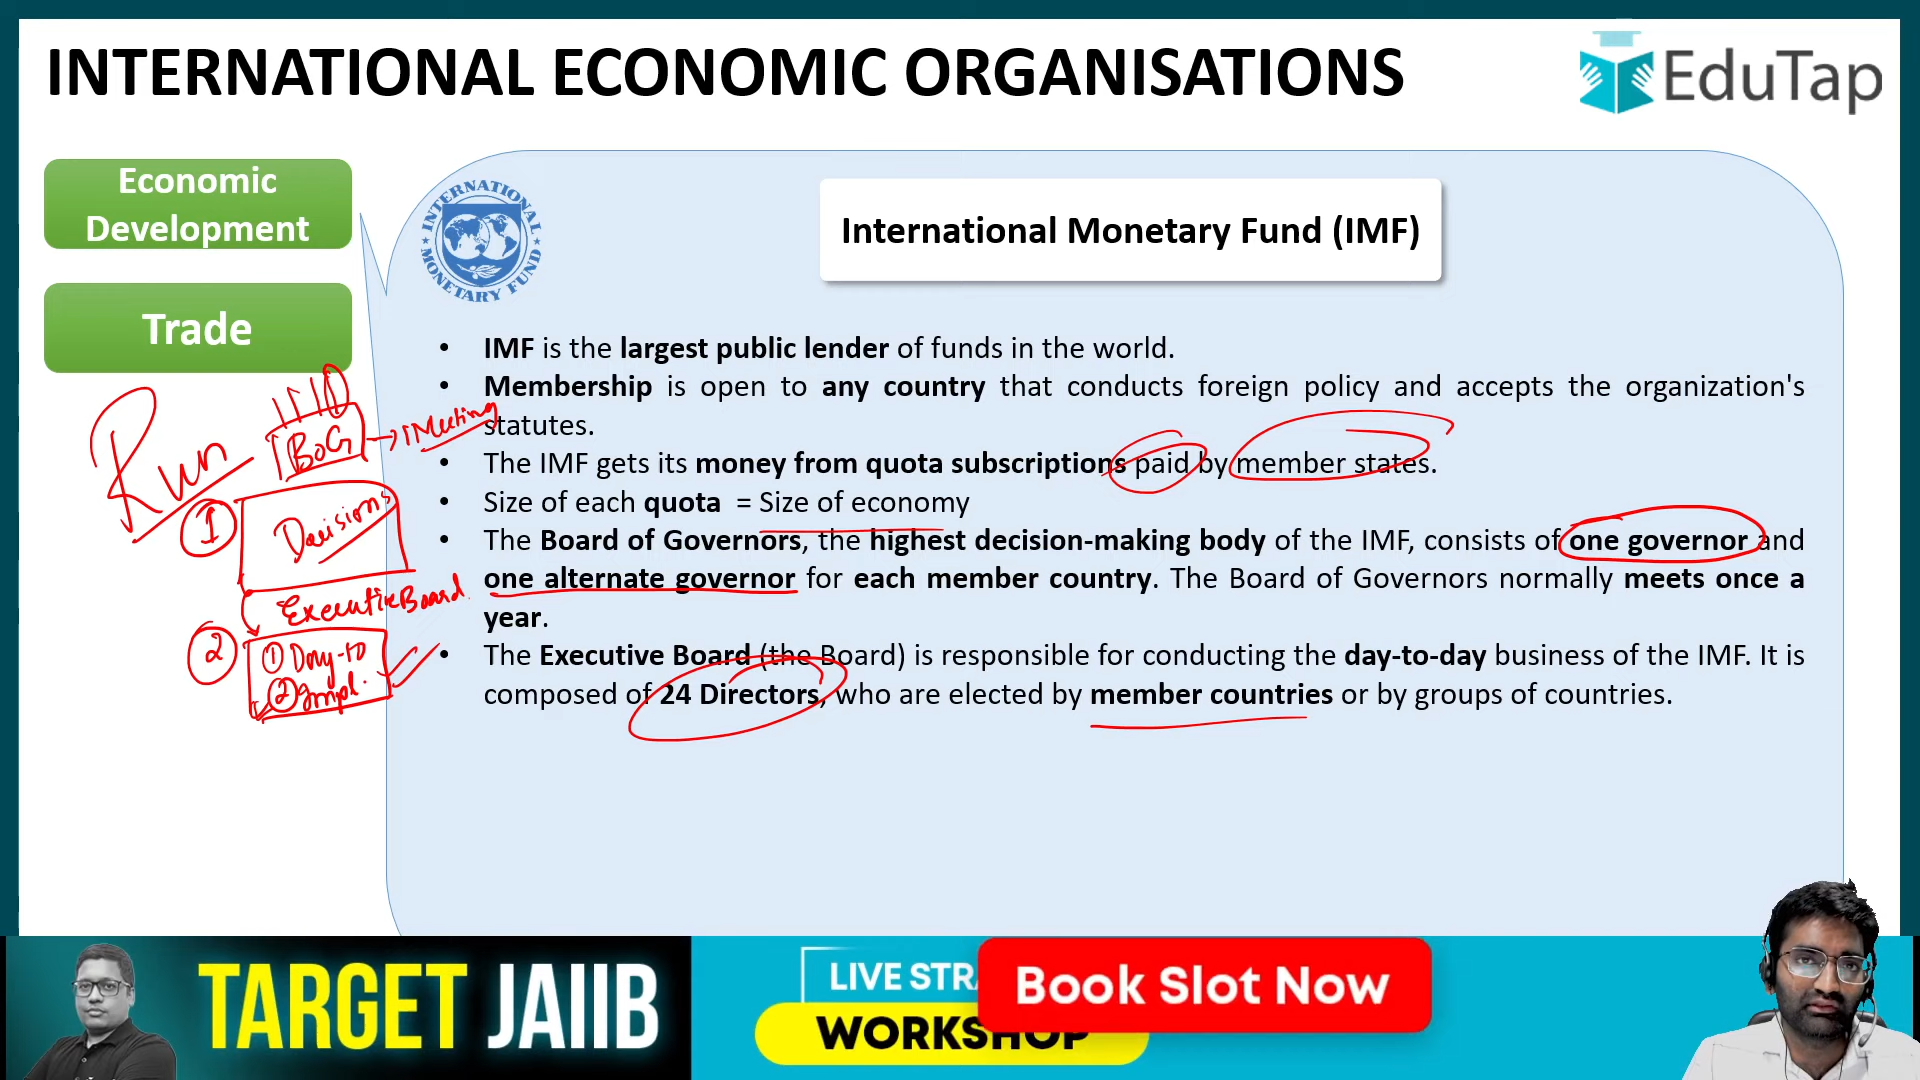 INTERNATIONAL ECONOMIC ORGANISATIONS
EduTap
Economic
Development
Trade
INTERNATIONAL MONETARY FUND
International Monetary Fund (IMF)
• IMF is the largest public lender of funds in the world.
• Membership is open to any country that conducts foreign policy and accepts the organization's
statutes.
• The IMF gets its money from quota subscriptions paid by member states.
• Size of each quota = Size of economy
• The Board of Governors, the highest decision-making body of the IMF, consists of one governor and
one alternate governor for each member country. The Board of Governors normally meets once a
year.
• The Executive Board (the Board) is responsible for conducting the day-to-day business of the IMF. It is
composed of 24 Directors, who are elected by member countries or by groups of countries.
Run
BoG → 1 Meeting
① Decisions
Executive Board
②
① Day-to
② Impl.
TARGET JAIIB
LIVE STRA
WORKSHOP
Book Slot Now